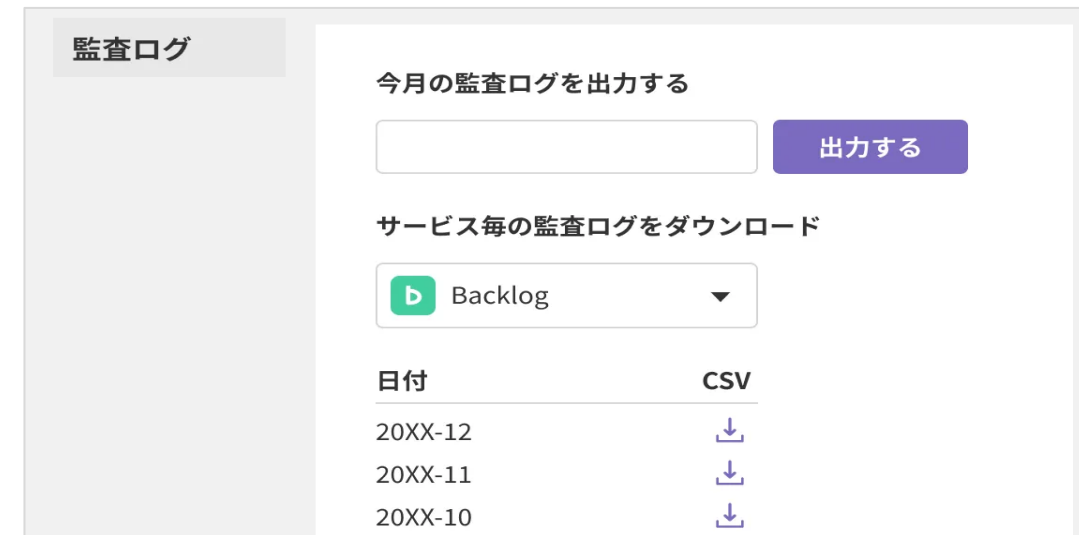 監査ログ
今月の監査ログを出力する
出力する
サービス毎の監査ログをダウンロード
Backlog
日付 CSV
20XX-12
20XX-11
20XX-10